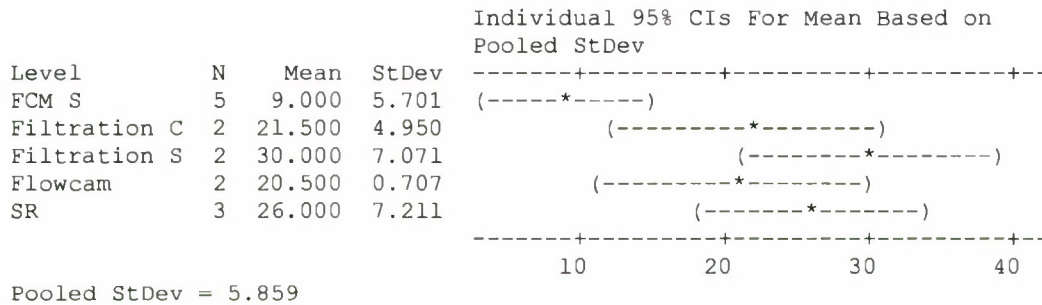 Individual 95% CIs For Mean Based on
Pooled StDev
Level N Mean StDev -------+---------+---------+---------+--
FCM S 5 9.000 5.701 (-----*-----)
Filtration C 2 21.500 4.950 (---------*--------)
Filtration S 2 30.000 7.071 (--------*--------)
Flowcam 2 20.500 0.707 (---------*--------)
SR 3 26.000 7.211 (-------*-------)
-------+---------+---------+---------+--
10 20 30 40
Pooled StDev = 5.859